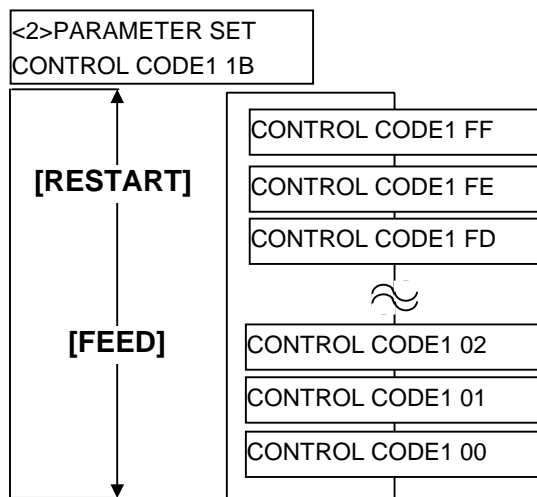 <2>PARAMETER SET
CONTROL CODE1 1B
[RESTART]
[FEED]
CONTROL CODE1 FF
CONTROL CODE1 FE
CONTROL CODE1 FD
CONTROL CODE1 02
CONTROL CODE1 01
CONTROL CODE1 00